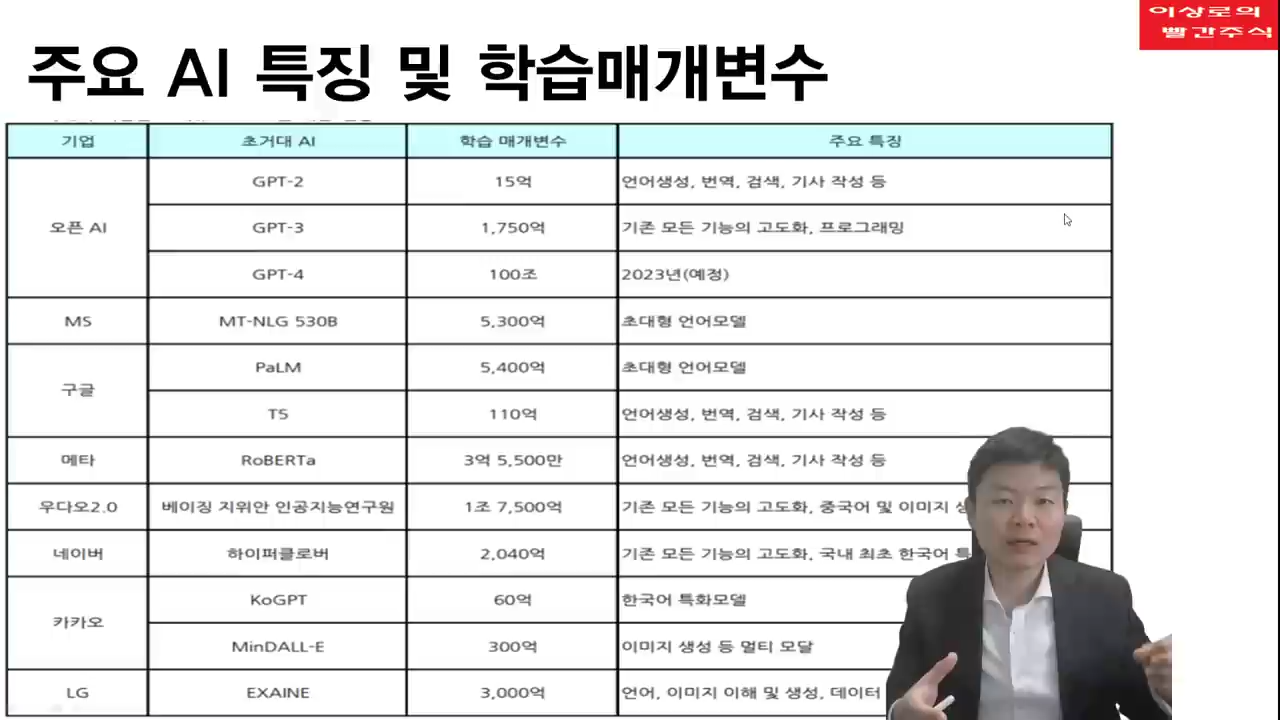 이상로의
빨간주식
주요 AI 특징 및 학습매개변수
기업 초거대 AI 학습 매개변수 주요 특징
오픈 AI GPT-2 15억 언어생성, 번역, 검색, 기사 작성 등
GPT-3 1,750억 기존 모든 기능의 고도화, 프로그래밍
GPT-4 100조 2023년(예정)
MS MT-NLG 530B 5,300억 초대형 언어모델
구글 PaLM 5,400억 초대형 언어모델
T5 110억 언어생성, 번역, 검색, 기사 작성 등
메타 RoBERTa 3억 5,500만 언어생성, 번역, 검색, 기사 작성 등
우다오2.0 베이징 지위안 인공지능연구원 1조 7,500억 기존 모든 기능의 고도화, 중국어 및 이미지
네이버 하이퍼클로버 2,040억 기존 모든 기능의 고도화, 국내 최초 한국어
카카오 KoGPT 60억 한국어 특화모델
MinDALL-E 300억 이미지 생성 등 멀티 모달
LG EXAINE 3,000억 언어, 이미지 이해 및 생성, 데이터